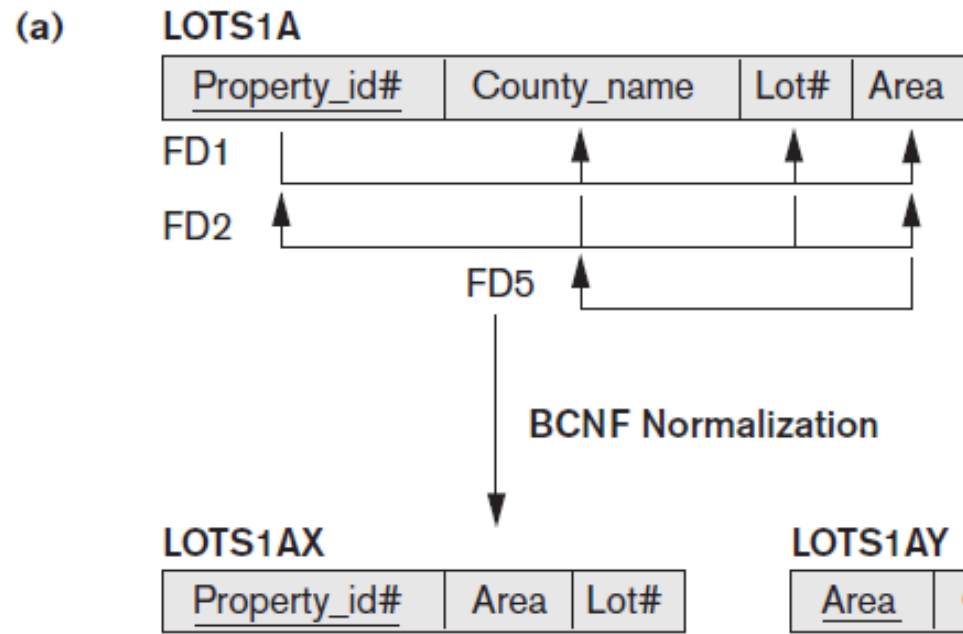 (a) LOTS1A
Property_id# County_name Lot# Area
FD1
FD2
FD5
BCNF Normalization
LOTS1AX LOTS1AY
Property_id# Area Lot# Area